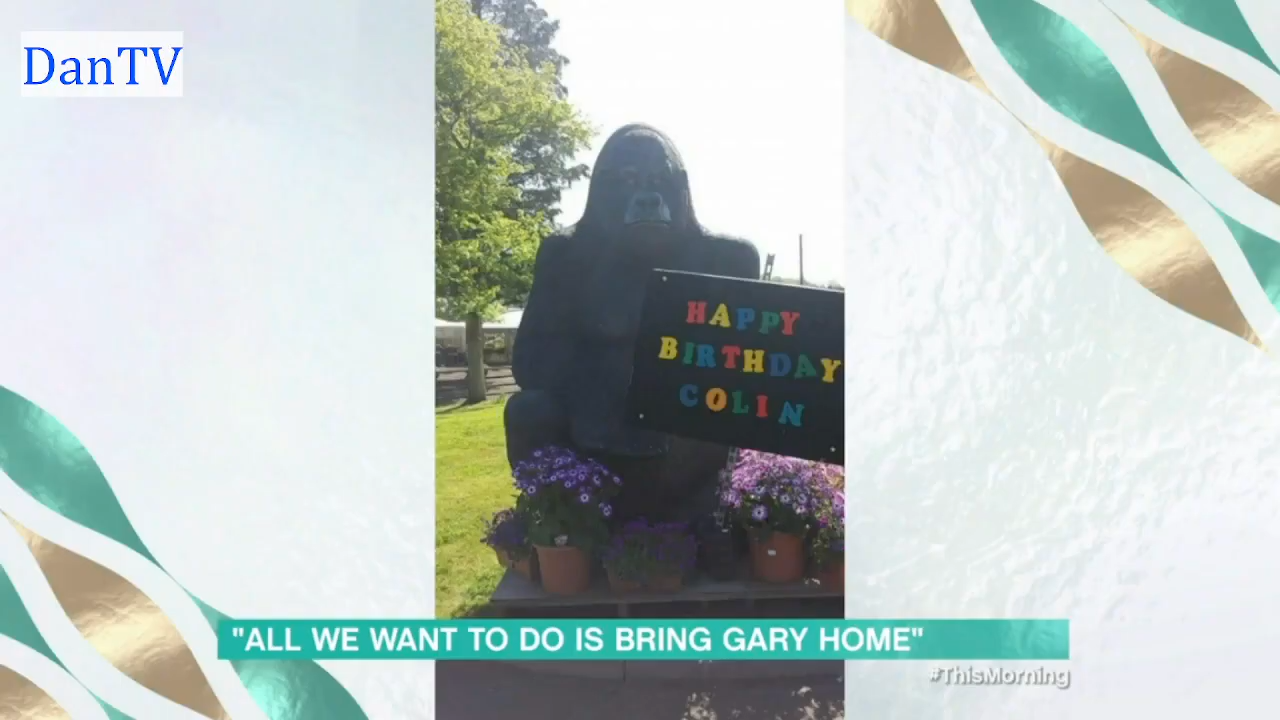 DanTV
HAPPY
BIRTHDAY
COLIN
"ALL WE WANT TO DO IS BRING GARY HOME"
#ThisMorning